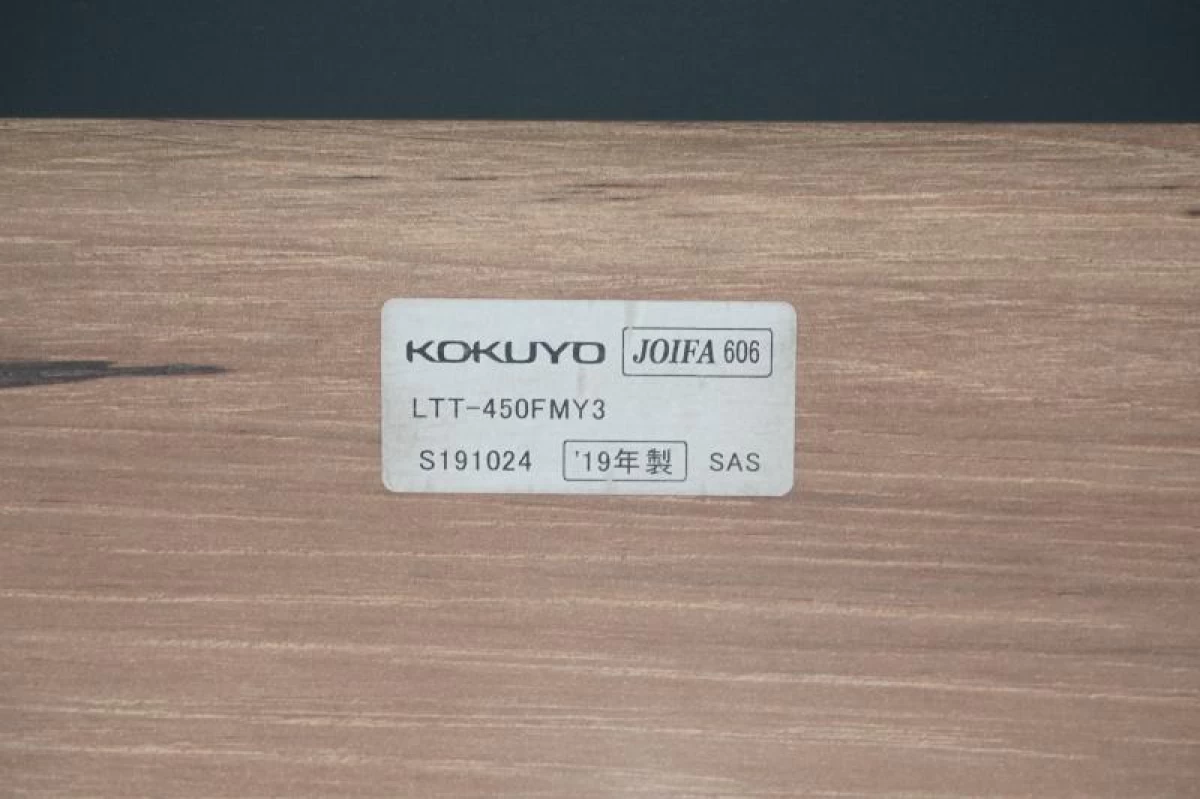 KOKUYO JOIFA 606
LTT-450FMY3
S191024 '19年製 SAS